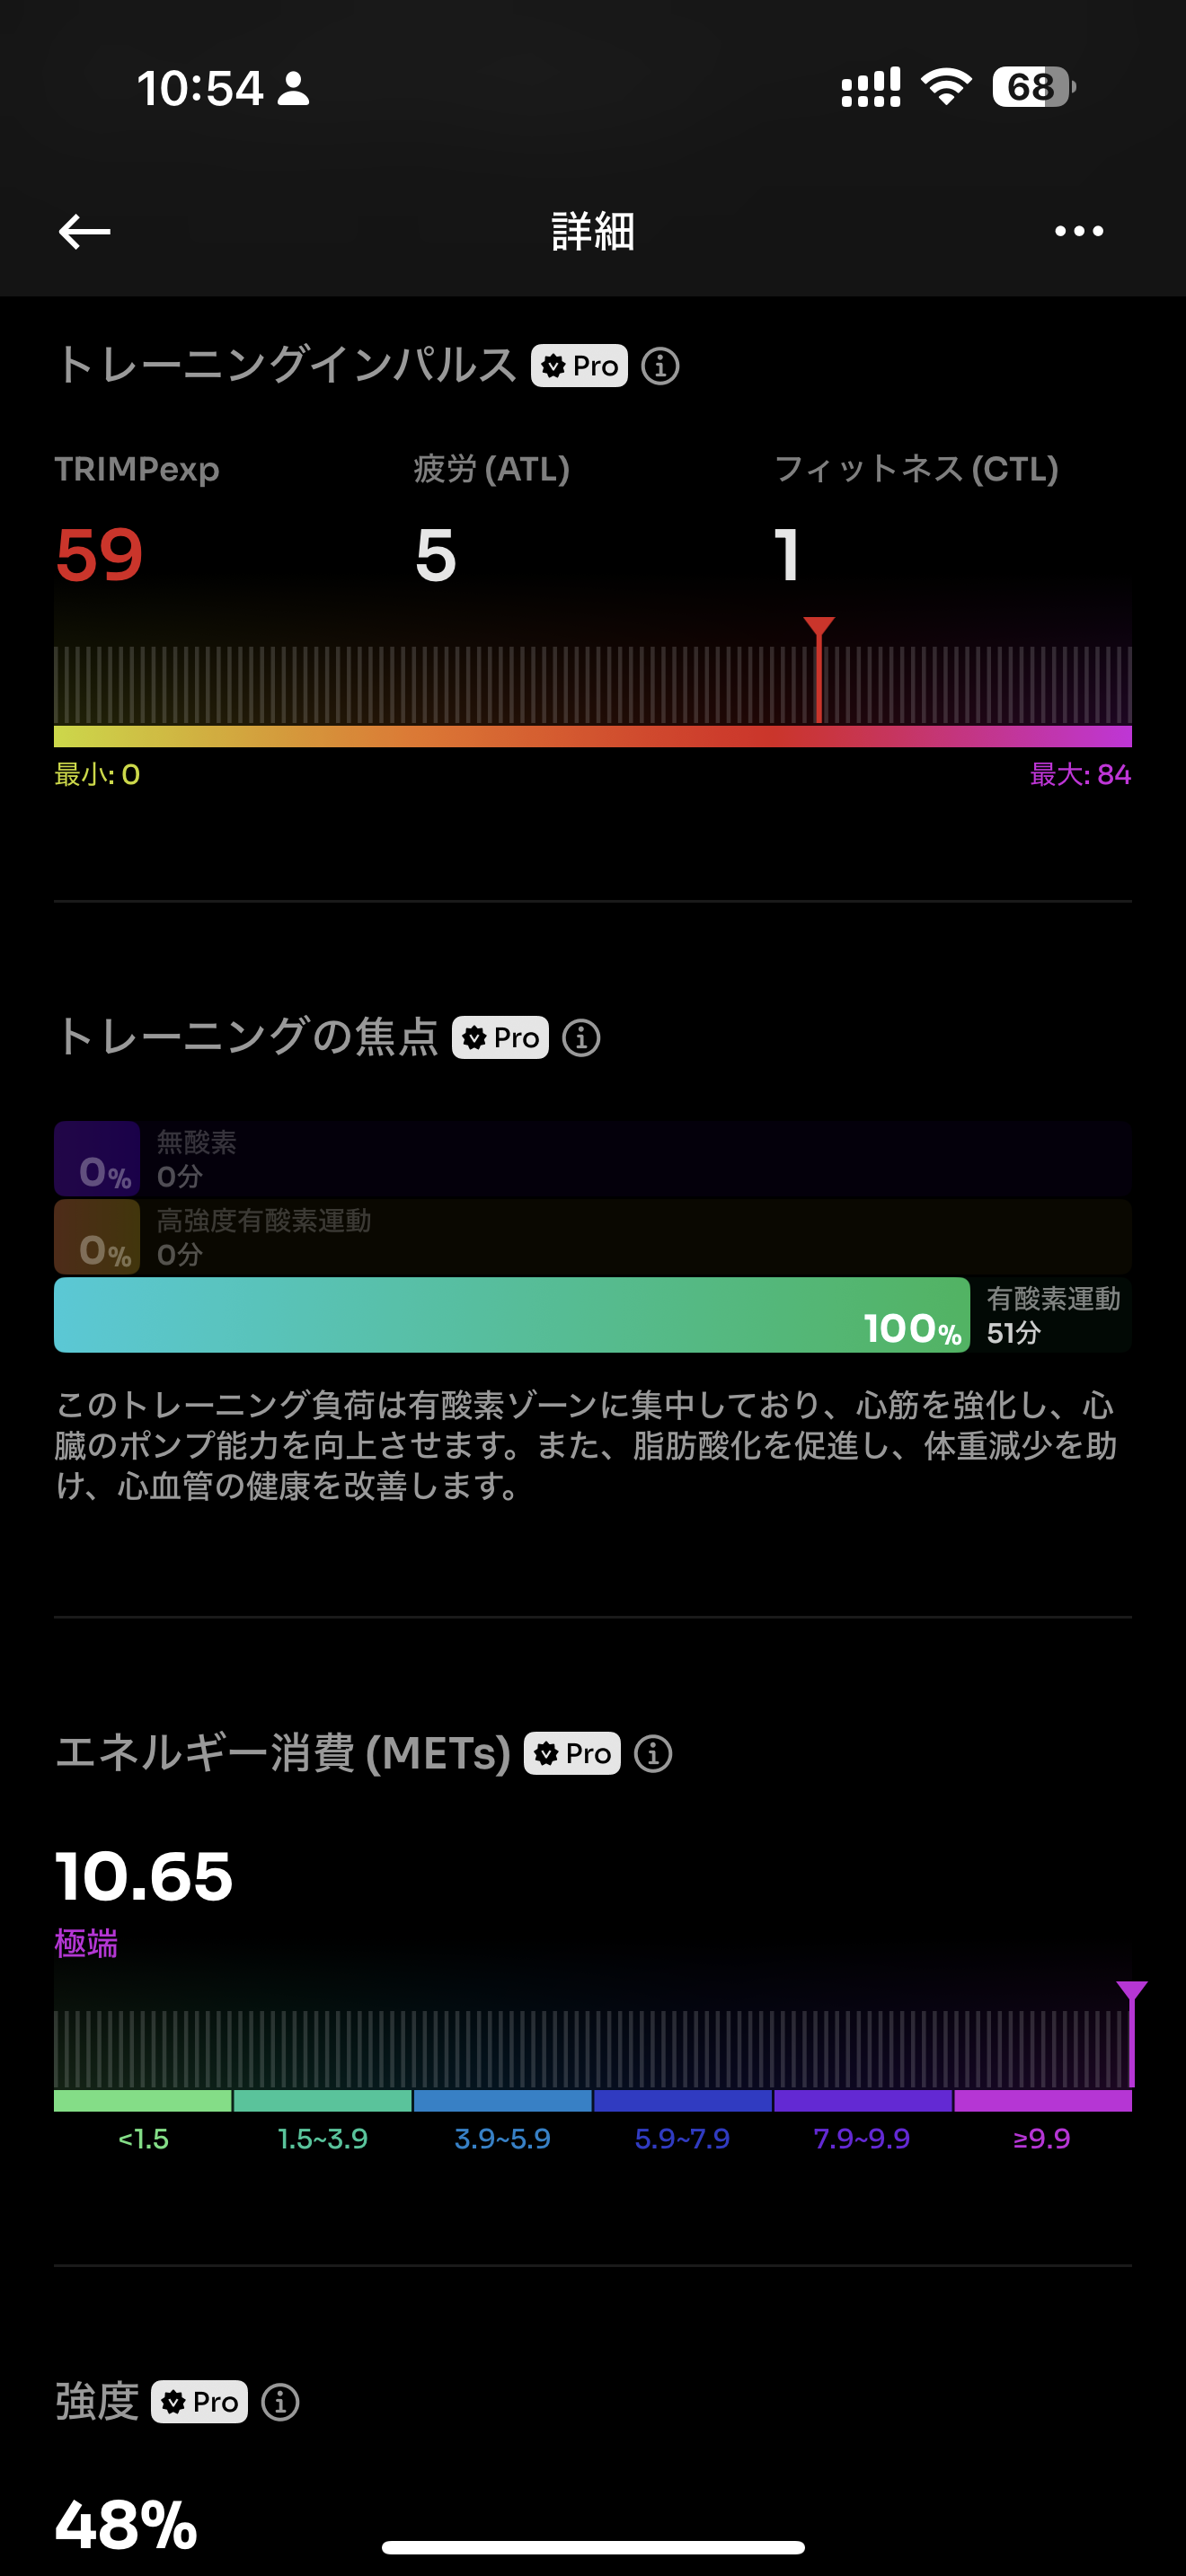 10:54
68
詳細
トレーニングインパルス Pro
TRIMPexp 疲労 (ATL) フィットネス (CTL)
59 5 1
最小: 0 最大: 84
トレーニングの焦点 Pro
0% 無酸素
0分
0% 高強度有酸素運動
0分
100% 有酸素運動
51分
このトレーニング負荷は有酸素ゾーンに集中しており、心筋を強化し、心
臓のポンプ能力を向上させます。また、脂肪酸化を促進し、体重減少を助
け、心血管の健康を改善します。
エネルギー消費 (METs) Pro
10.65
極端
<1.5 1.5~3.9 3.9~5.9 5.9~7.9 7.9~9.9 ≥9.9
強度 Pro
48%